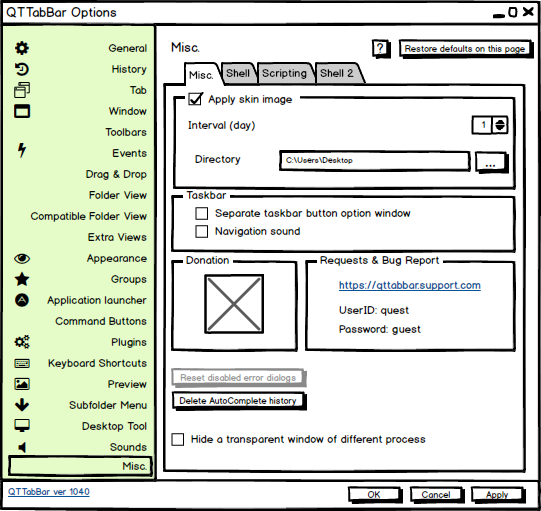 QTTabBar Options
General
History
Tab
Window
Toolbars
Events
Drag & Drop
Folder View
Compatible Folder View
Extra Views
Appearance
Groups
A
Application launcher
Command Buttons
Plugins
Keyboard Shortcuts
Preview
Subfolder Menu
Desktop Tool
Sounds
Misc.
Misc.
?
Restore defaults on this page
Misc. Shell Scripting Shell 2
Apply skin image
Interval (day) 1
Directory C:\Users\Desktop ...
Taskbar
Separate taskbar button option window
Navigation sound
Donation
Requests & Bug Report
https://qttabbar.support.com
UserID: quest
Password: guest
Reset disabled error dialogs
Delete AutoComplete history
Hide a transparent window of different process
QTTabBar ver 1040
OK Cancel Apply